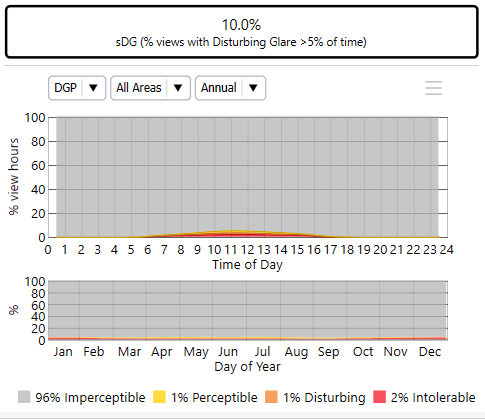 10.0%
sDG (% views with Disturbing Glare >5% of time)
DGP ▼ All Areas ▼ Annual ▼
% view hours
100
80
60
40
20
0
0 1 2 3 4 5 6 7 8 9 10 11 12 13 14 15 16 17 18 19 20 21 22 23 24
Time of Day
%
100
80
60
40
20
0
Jan Feb Mar Apr May Jun Jul Aug Sep Oct Nov Dec
Day of Year
96% Imperceptible 1% Perceptible 1% Disturbing 2% Intolerable